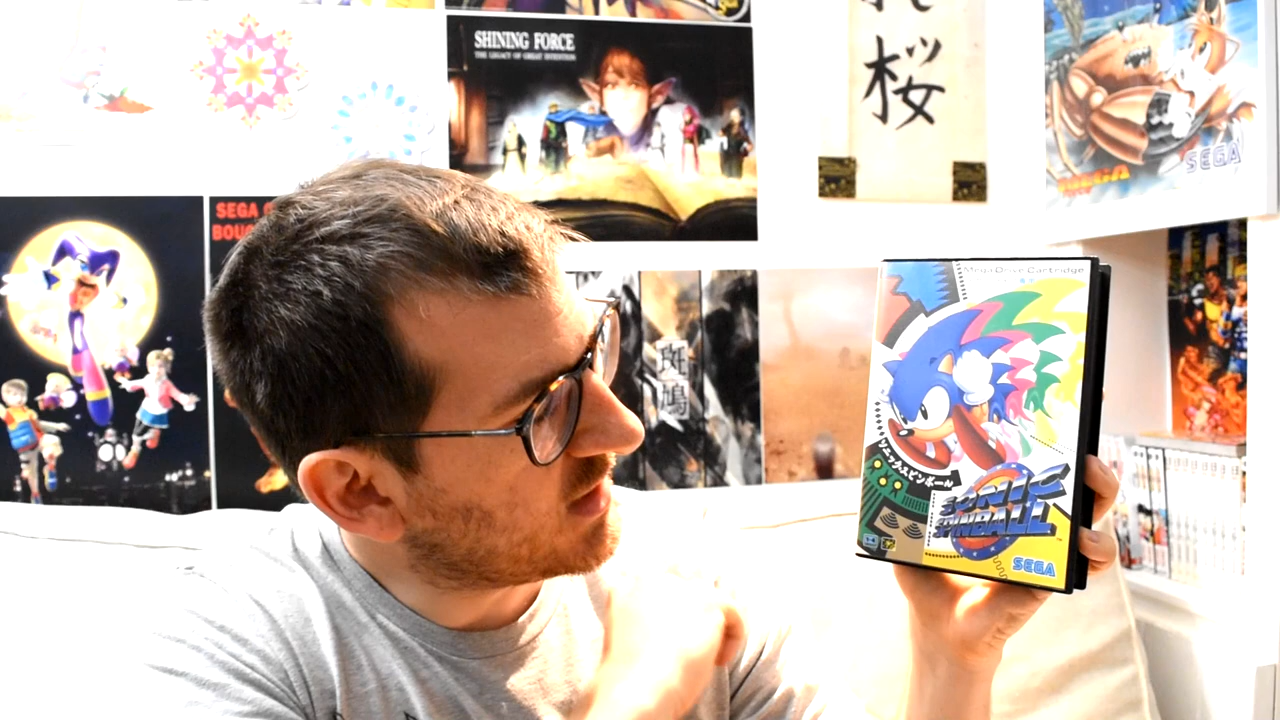 SHINING FORCE
THE LEGACY OF GREAT INTENTION
桜
SEGA
SEGA
斑
鳩
Mega Drive Cartridge
ソニックスピンボール
SONIC
SPINBALL
TM
SEGA